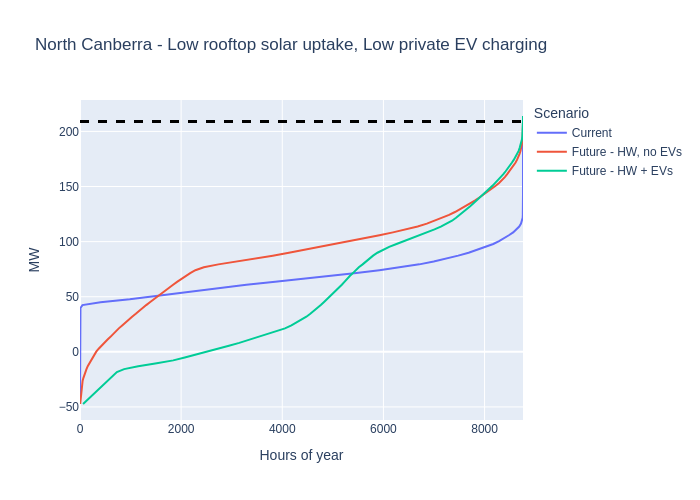 North Canberra - Low rooftop solar uptake, Low private EV charging
Scenario
Current
Future - HW, no EVs
Future - HW + EVs
MW
200
150
100
50
0
−50
0
2000
4000
6000
8000
Hours of year